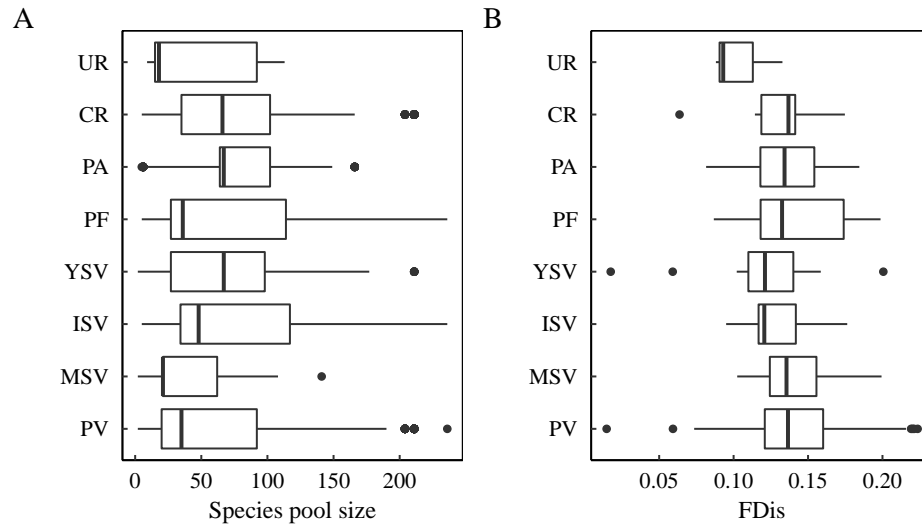 A
B
UR
CR
PA
PF
YSV
ISV
MSV
PV
0 50 100 150 200
Species pool size
UR
CR
PA
PF
YSV
ISV
MSV
PV
0.05 0.10 0.15 0.20
FDis